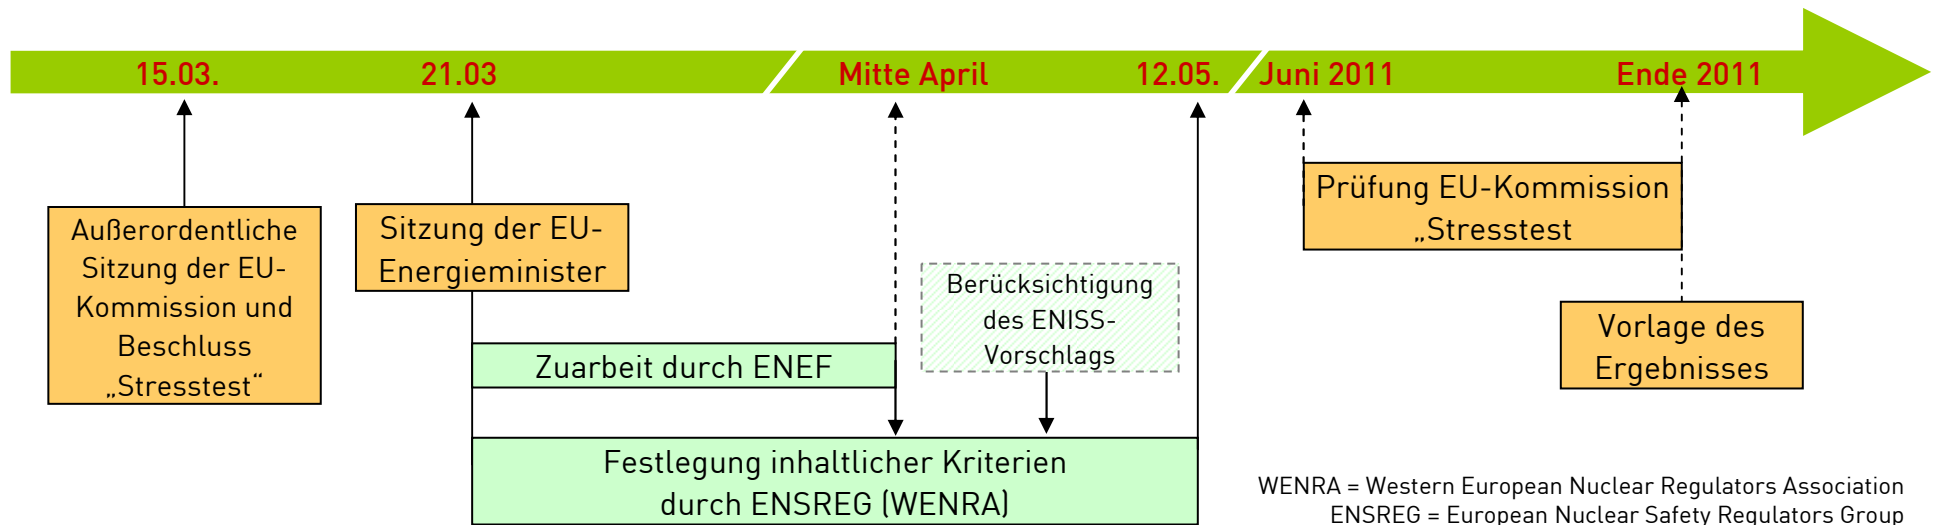 15.03.
21.03
Mitte April
12.05.
Juni 2011
Ende 2011
Außerordentliche
Sitzung der EU-
Kommission und
Beschluss
„Stresstest“
Sitzung der EU-
Energieminister
Zuarbeit durch ENEF
Berücksichtigung
des ENISS-
Vorschlags
Festlegung inhaltlicher Kriterien
durch ENSREG (WENRA)
Prüfung EU-Kommission
„Stresstest
Vorlage des
Ergebnisses
WENRA = Western European Nuclear Regulators Association
ENSREG = European Nuclear Safety Regulators Group